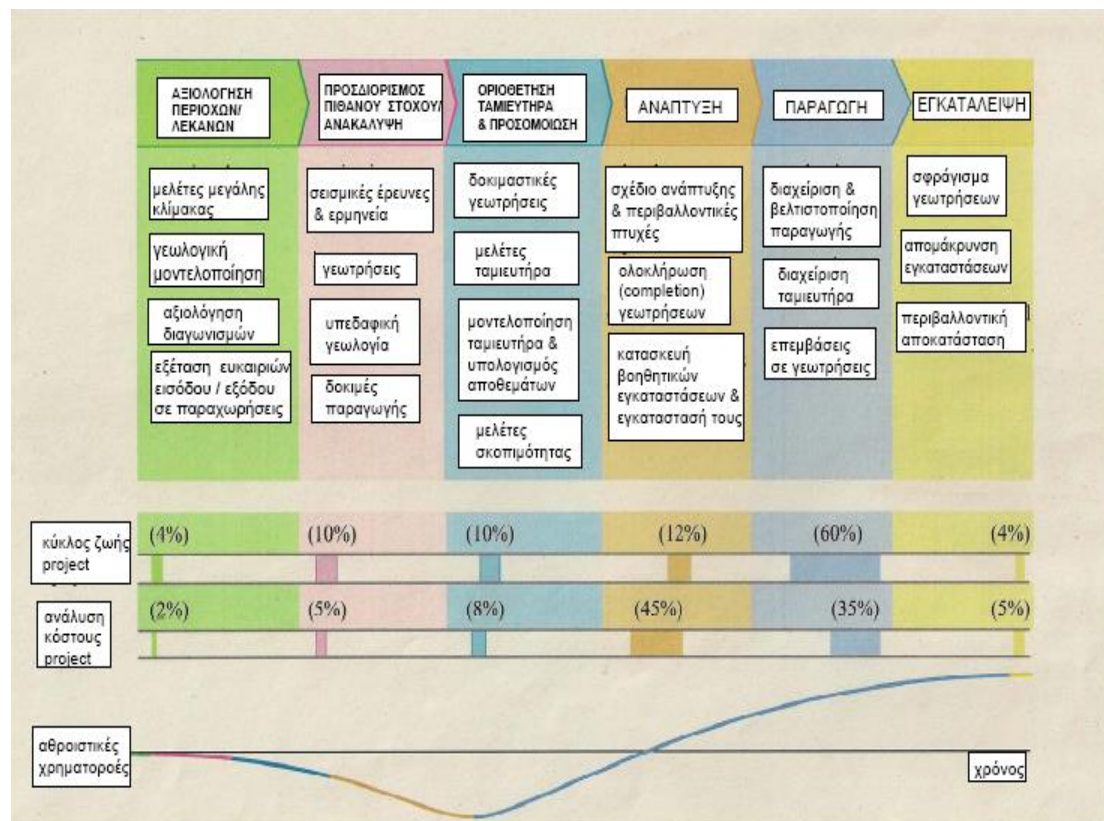 ΑΞΙΟΛΟΓΗΣΗ
ΠΕΡΙΟΧΩΝ/
ΛΕΚΑΝΩΝ
ΠΡΟΣΔΙΟΡΙΣΜΟΣ
ΠΙΘΑΝΟΥ ΣΤΟΧΟΥ/
ΑΝΑΚΑΛΥΨΗ
ΟΡΙΟΘΕΤΗΣΗ
ΤΑΜΙΕΥΤΗΡΑ
& ΠΡΟΣΟΜΟΙΩΣΗ
ΑΝΑΠΤΥΞΗ
ΠΑΡΑΓΩΓΗ
ΕΓΚΑΤΑΛΕΙΨΗ
μελέτες μεγάλης
κλίμακας
γεωλογική
μοντελοποίηση
αξιολόγηση
διαγωνισμών
εξέταση ευκαιριών
εισόδου / εξόδου
σε παραχωρήσεις
σεισμικές έρευνες
& ερμηνεία
γεωτρήσεις
υπεδαφική
γεωλογία
δοκιμές
παραγωγής
δοκιμαστικές
γεωτρήσεις
μελέτες
ταμιευτήρα
μοντελοποίηση
ταμιευτήρα &
υπολογισμός
αποθεμάτων
μελέτες
σκοπιμότητας
σχέδιο ανάπτυξης
& περιβαλλοντικές
πτυχές
ολοκλήρωση
(completion)
γεωτρήσεων
κατασκευή
βοηθητικών
εγκαταστάσεων &
εγκαταστασή τους
διαχείριση &
βελτιστοποίηση
παραγωγής
διαχείριση
ταμιευτήρα
επεμβάσεις
σε γεωτρήσεις
σφράγισμα
γεωτρήσεων
απομάκρυνση
εγκαταστάσεων
περιβαλλοντική
αποκατάσταση
κύκλος ζωής
project
(4%) (10%) (10%) (12%) (60%) (4%)
ανάλυση
κόστους
project
(2%) (5%) (8%) (45%) (35%) (5%)
αθροιστικές
χρηματοροές
χρόνος